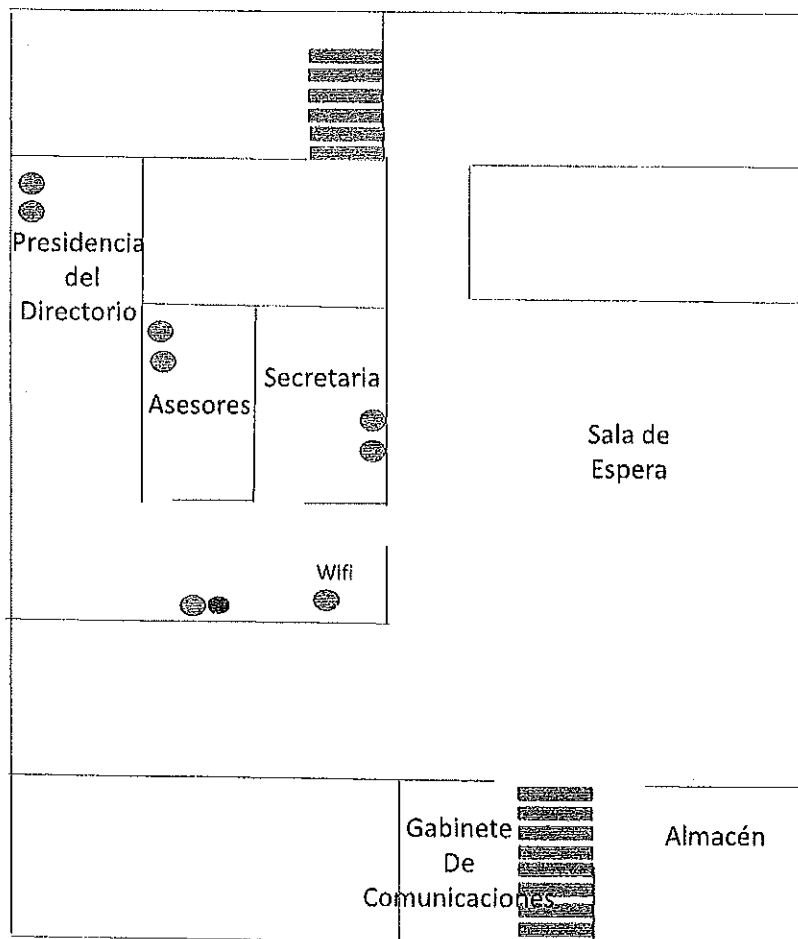 Presidencia
del
Directorio
Asesores
Secretaria
Sala de
Espera
Wifi
Gabinete
De
Comunicaciones
Almacén